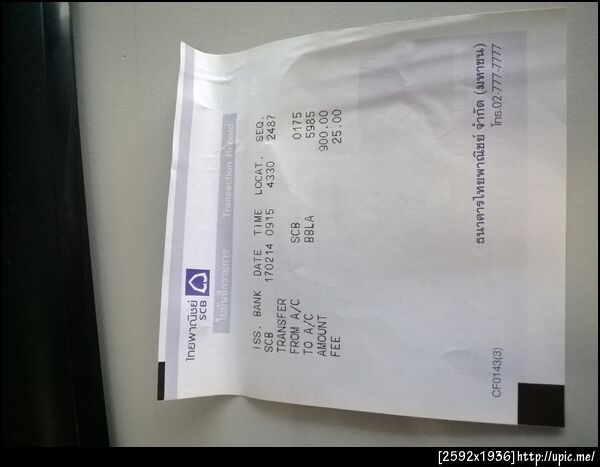 ไทยพาณิชย์
SCB
ใบบันทึกรายการ Transaction Record
ISS. BANK DATE TIME LOCAT. SEQ.
SCB 170214 0915 4330 2487
TRANSFER
FROM A/C SCB 0175
TO A/C BBLA 5985
AMOUNT 900.00
FEE 25.00
ธนาคารไทยพาณิชย์ จำกัด (มหาชน)
โทร.02-777-7777
CF0143(3)
[2592x1936]http://upic.me/